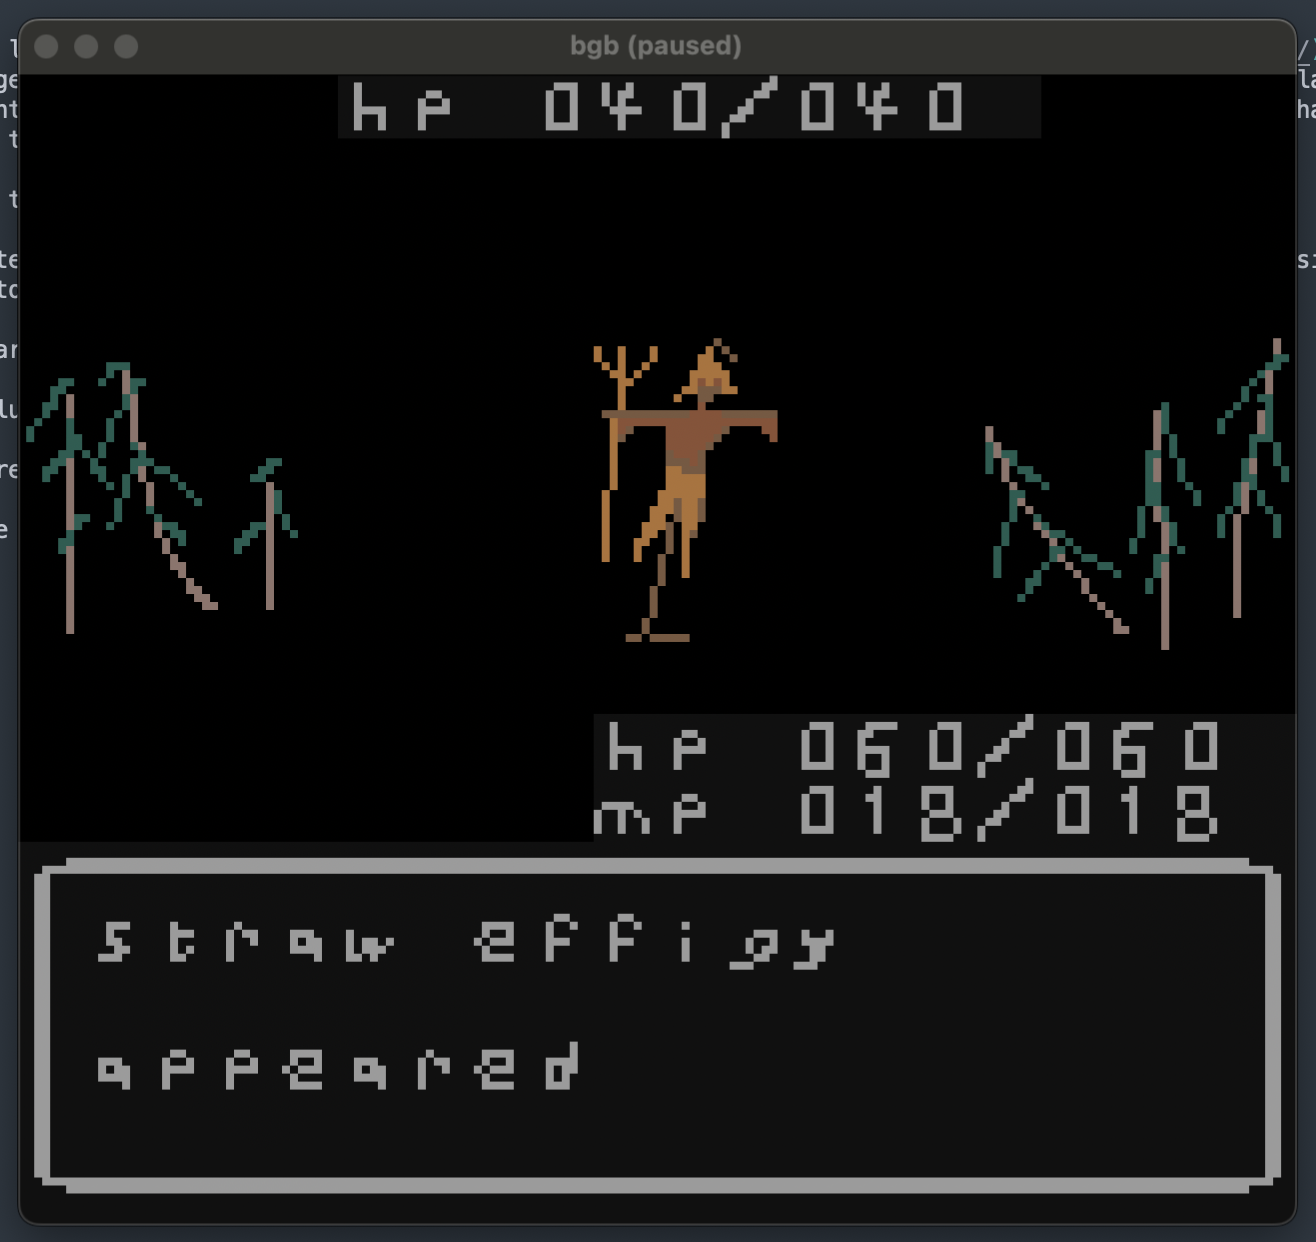 bgb (paused)
hp 040/040
hp 060/060
mp 018/018
straw effigy
appeared